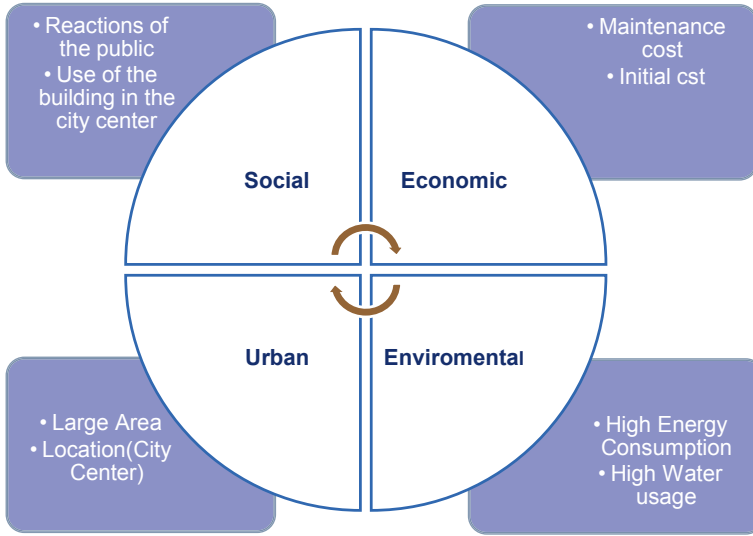 • Reactions of
the public
• Use of the
building in the
city center
• Maintenance
cost
• Initial cst
Social
Economic
Urban
Enviromental
• Large Area
• Location(City
Center)
• High Energy
Consumption
• High Water
usage